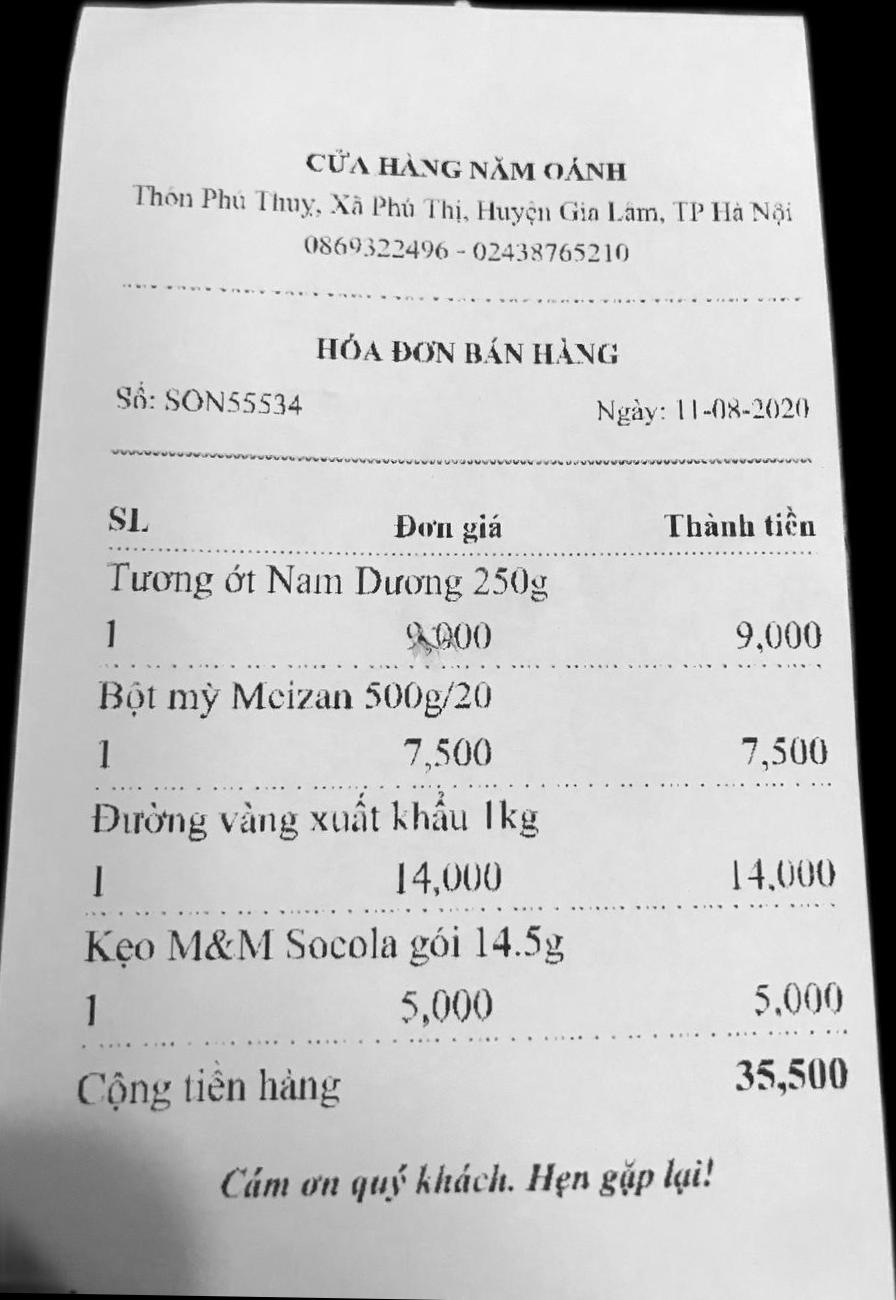 CỬA HÀNG NĂM OÁNH
Thôn Phú Thuỵ, Xã Phú Thị, Huyện Gia Lâm, TP Hà Nội
0869322496 - 02438765210
HÓA ĐƠN BÁN HÀNG
Số: SON55534 Ngày: 11-08-2020
SL Đơn giá Thành tiền
Tương ớt Nam Dương 250g
1 9,000 9,000
Bột mỳ Meizan 500g/20
1 7,500 7,500
Đường vàng xuất khẩu 1kg
1 14,000 14,000
Kẹo M&M Socola gói 14.5g
1 5,000 5,000
Cộng tiền hàng 35,500
Cám ơn quý khách. Hẹn gặp lại!